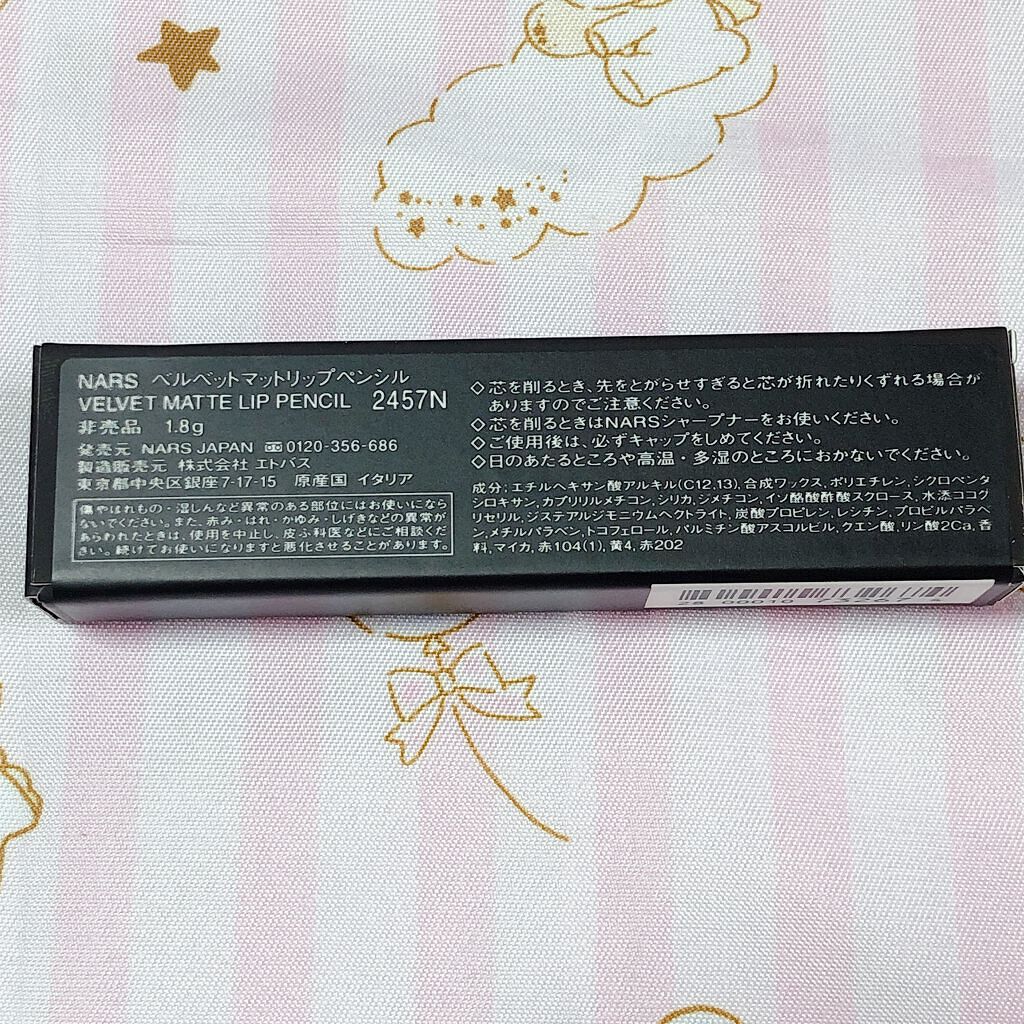 NARS ベルベットマットリップペンシル
VELVET MATTE LIP PENCIL 2457N
非売品 1.8g
発売元 NARS JAPAN 0120-356-686
製造販売元 株式会社 エトバス
東京都中央区銀座7-17-15 原産国 イタリア
傷やはれもの・湿しんなど異常のある部位にはお使いになら
ないでください。また、赤み・はれ・かゆみ・しげきなどの異常が
あらわれたときは、使用を中止し、皮ふ科医などにご相談くださ
い。続けてお使いになりますと悪化させることがあります。
◇芯を削るとき、先をとがらせすぎると芯が折れたりくずれる場合が
ありますのでご注意ください。
◇芯を削るときはNARSシャープナーをお使いください。
◇ご使用後は、必ずキャップをしめてください。
◇日のあたるところや高温・多湿のところにおかないでください。
成分：エチルヘキサン酸アルキル(C12,13)、合成ワックス、ポリエチレン、シクロペンタ
シロキサン、カプリリルメチコン、シリカ、ジメチコン、イソ酪酸酢酸スクロース、水添ココグ
リセリル、ジステアルジモニウムヘクトライト、炭酸プロピレン、レシチン、プロピルパラベ
ン、メチルパラベン、トコフェロール、パルミチン酸アスコルビル、クエン酸、リン酸2Ca、香
料、マイカ、赤104(1)、黄4、赤202